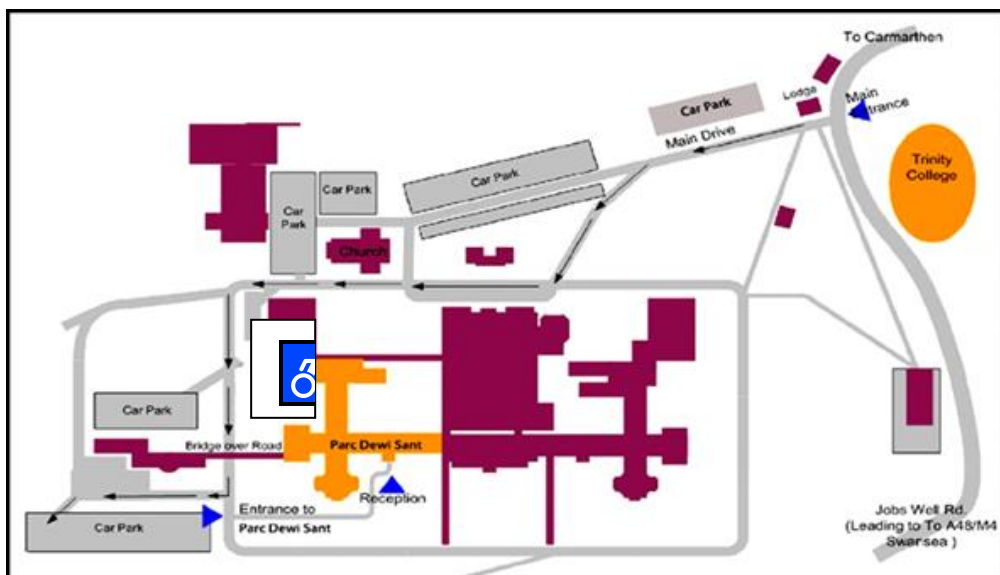 To Carmarthen
Lodge
Main
Entrance
Car Park
Main Drive
Trinity
College
Car Park
Car Park
Car
Park
Church
Car Park
Bridge over Road
Parc Dewi Sant
Reception
Entrance to
Parc Dewi Sant
Car Park
Jobs Well Rd.
(Leading to To A48/M4
Swansea )